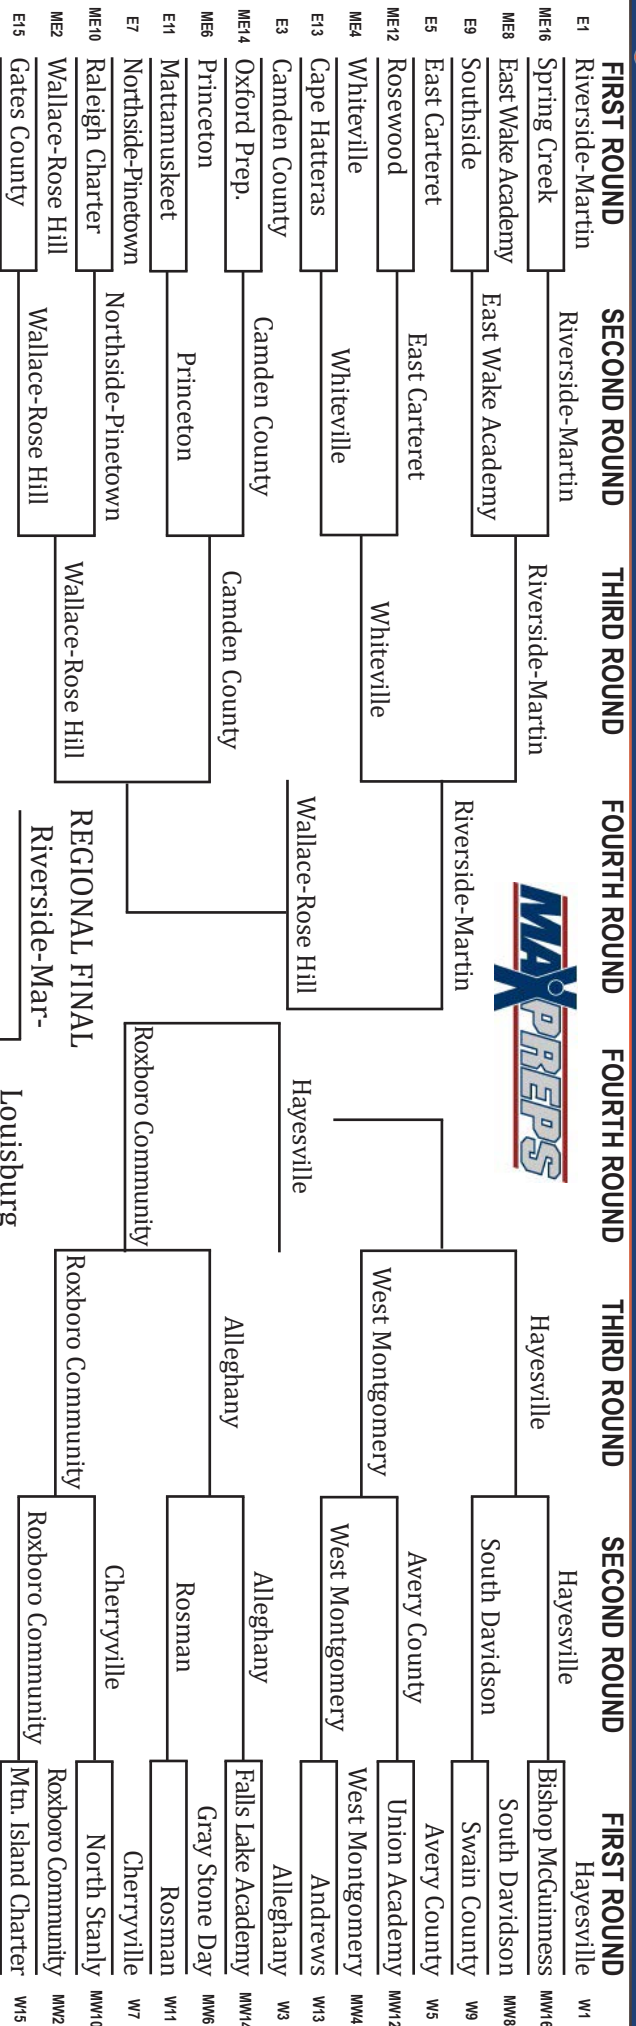 FIRST ROUND
SECOND ROUND
THIRD ROUND
FOURTH ROUND
FOURTH ROUND
THIRD ROUND
SECOND ROUND
FIRST ROUND
E1 Riverside-Martin
ME16 Spring Creek
ME8 East Wake Academy
E9 Southside
E5 East Carteret
ME12 Rosewood
ME4 Whiteville
E13 Cape Hatteras
E3 Camden County
ME14 Oxford Prep.
ME6 Princeton
E11 Mattamuskeet
E7 Northside-Pinetown
ME10 Raleigh Charter
ME2 Wallace-Rose Hill
E15 Gates County
Riverside-Martin
East Wake Academy
East Carteret
Whiteville
Camden County
Princeton
Northside-Pinetown
Wallace-Rose Hill
Riverside-Martin
Whiteville
Camden County
Wallace-Rose Hill
Riverside-Martin
Wallace-Rose Hill
MAXPREPS
REGIONAL FINAL
Riverside-Mar-
Louisburg
Hayesville
Roxboro Community
Hayesville
West Montgomery
Alleghany
Roxboro Community
Hayesville
South Davidson
Avery County
West Montgomery
Alleghany
Rosman
Cherryville
Roxboro Community
Hayesville W1
Bishop McGuinness MW16
South Davidson MW8
Swain County W9
Avery County W5
Union Academy MW12
West Montgomery MW4
Andrews W13
Alleghany W3
Falls Lake Academy MW14
Gray Stone Day MW6
Rosman W11
Cherryville W7
North Stanly MW10
Roxboro Community MW2
Mtn. Island Charter W15